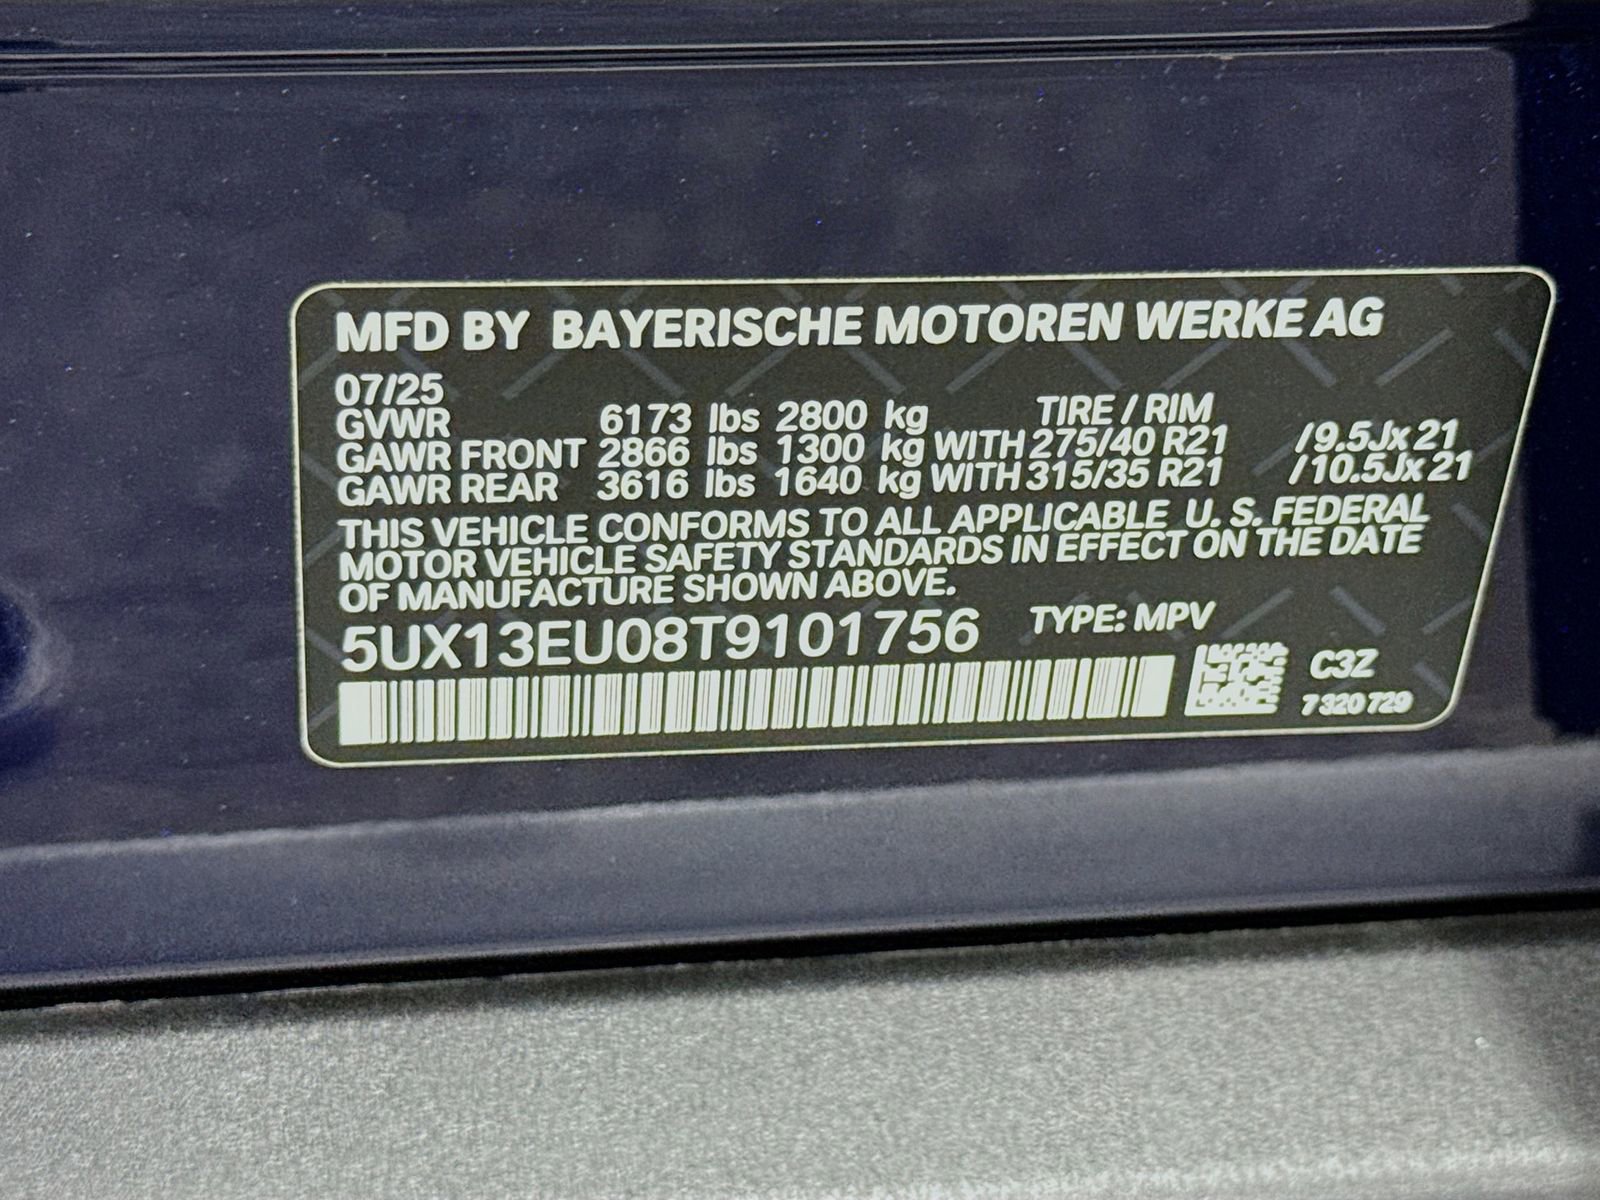 MFD BY BAYERISCHE MOTOREN WERKE AG
07/25
GVWR 6173 lbs 2800 kg TIRE / RIM
GAWR FRONT 2866 lbs 1300 kg WITH 275/40 R21 /9.5Jx21
GAWR REAR 3616 lbs 1640 kg WITH 315/35 R21 /10.5Jx21
THIS VEHICLE CONFORMS TO ALL APPLICABLE U. S. FEDERAL
MOTOR VEHICLE SAFETY STANDARDS IN EFFECT ON THE DATE
OF MANUFACTURE SHOWN ABOVE.
5UX13EU08T9101756 TYPE: MPV
C3Z
7 320 729